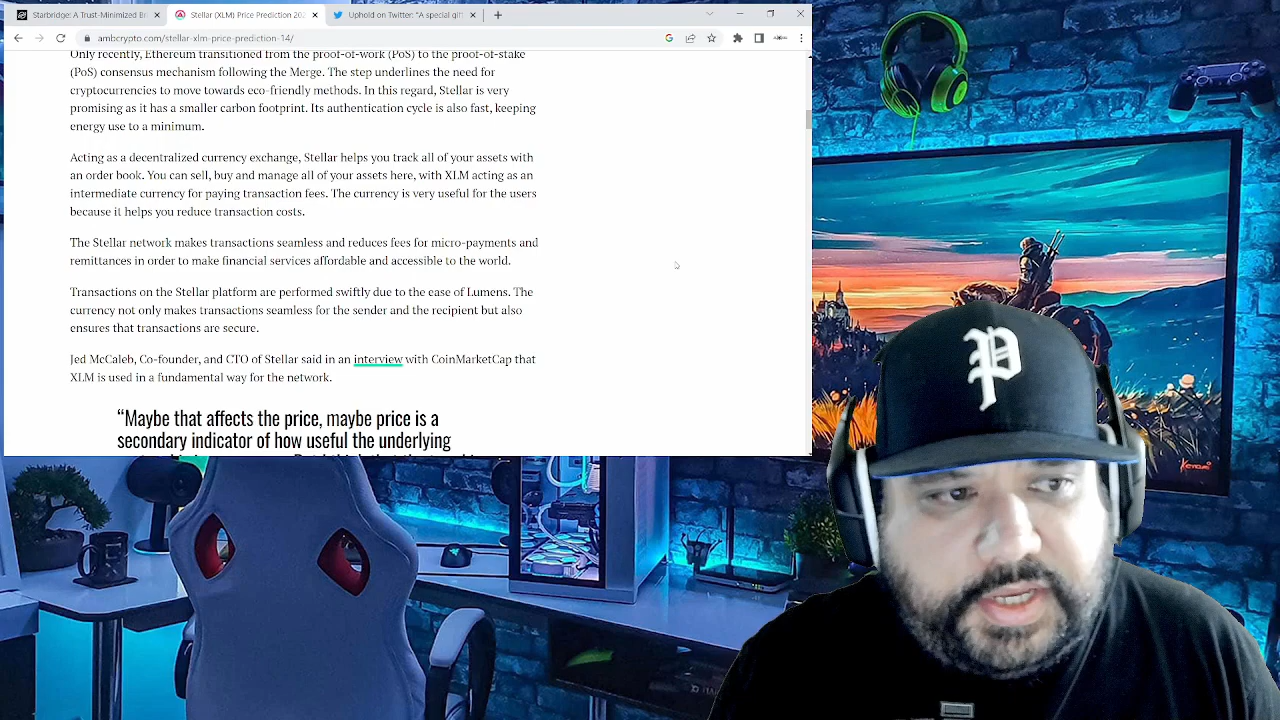 Starbridge: A Trust-Minimized Br
Stellar (XLM) Price Prediction 202
Uphold on Twitter: "A special gif
ambcrypto.com/stellar-xlm-price-prediction-14/
Only recently, Ethereum transitioned from the proof-of-work (PoS) to the proof-of-stake
(PoS) consensus mechanism following the Merge. The step underlines the need for
cryptocurrencies to move towards eco-friendly methods. In this regard, Stellar is very
promising as it has a smaller carbon footprint. Its authentication cycle is also fast, keeping
energy use to a minimum.
Acting as a decentralized currency exchange, Stellar helps you track all of your assets with
an order book. You can sell, buy and manage all of your assets here, with XLM acting as an
intermediate currency for paying transaction fees. The currency is very useful for the users
because it helps you reduce transaction costs.
The Stellar network makes transactions seamless and reduces fees for micro-payments and
remittances in order to make financial services affordable and accessible to the world.
Transactions on the Stellar platform are performed swiftly due to the ease of Lumens. The
currency not only makes transactions seamless for the sender and the recipient but also
ensures that transactions are secure.
Jed McCaleb, Co-founder, and CTO of Stellar said in an interview with CoinMarketCap that
XLM is used in a fundamental way for the network.
“Maybe that affects the price, maybe price is a
secondary indicator of how useful the underlying
P